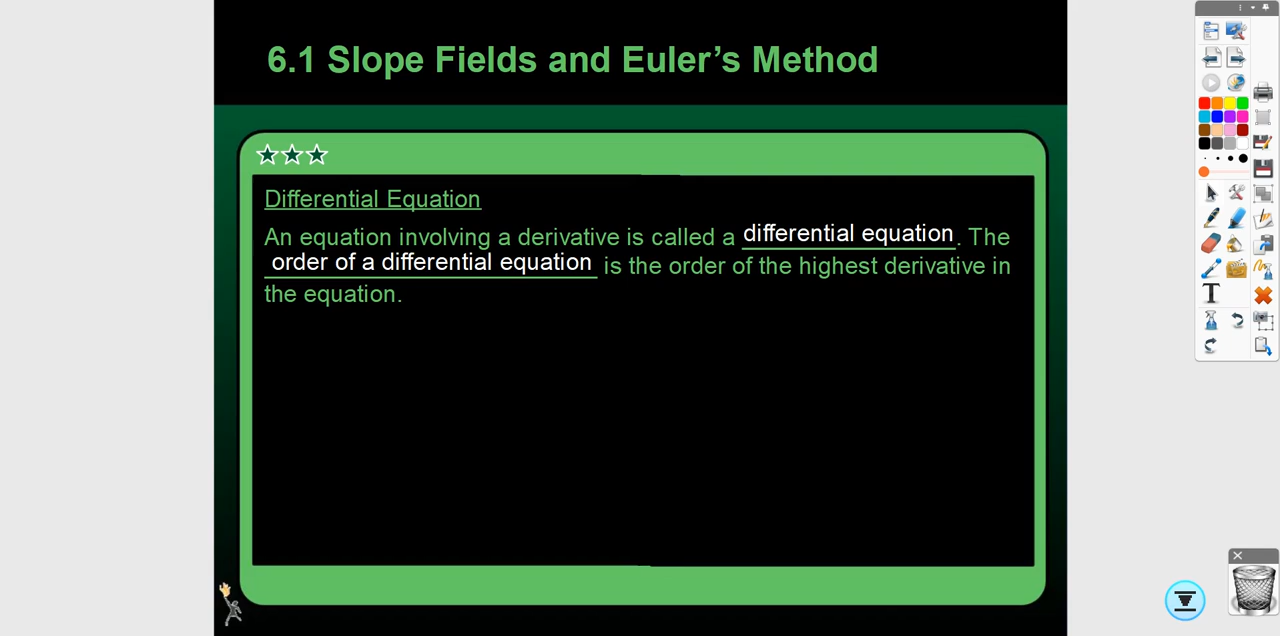 6.1 Slope Fields and Euler’s Method
Differential Equation
An equation involving a derivative is called a differential equation. The
order of a differential equation is the order of the highest derivative in
the equation.
T